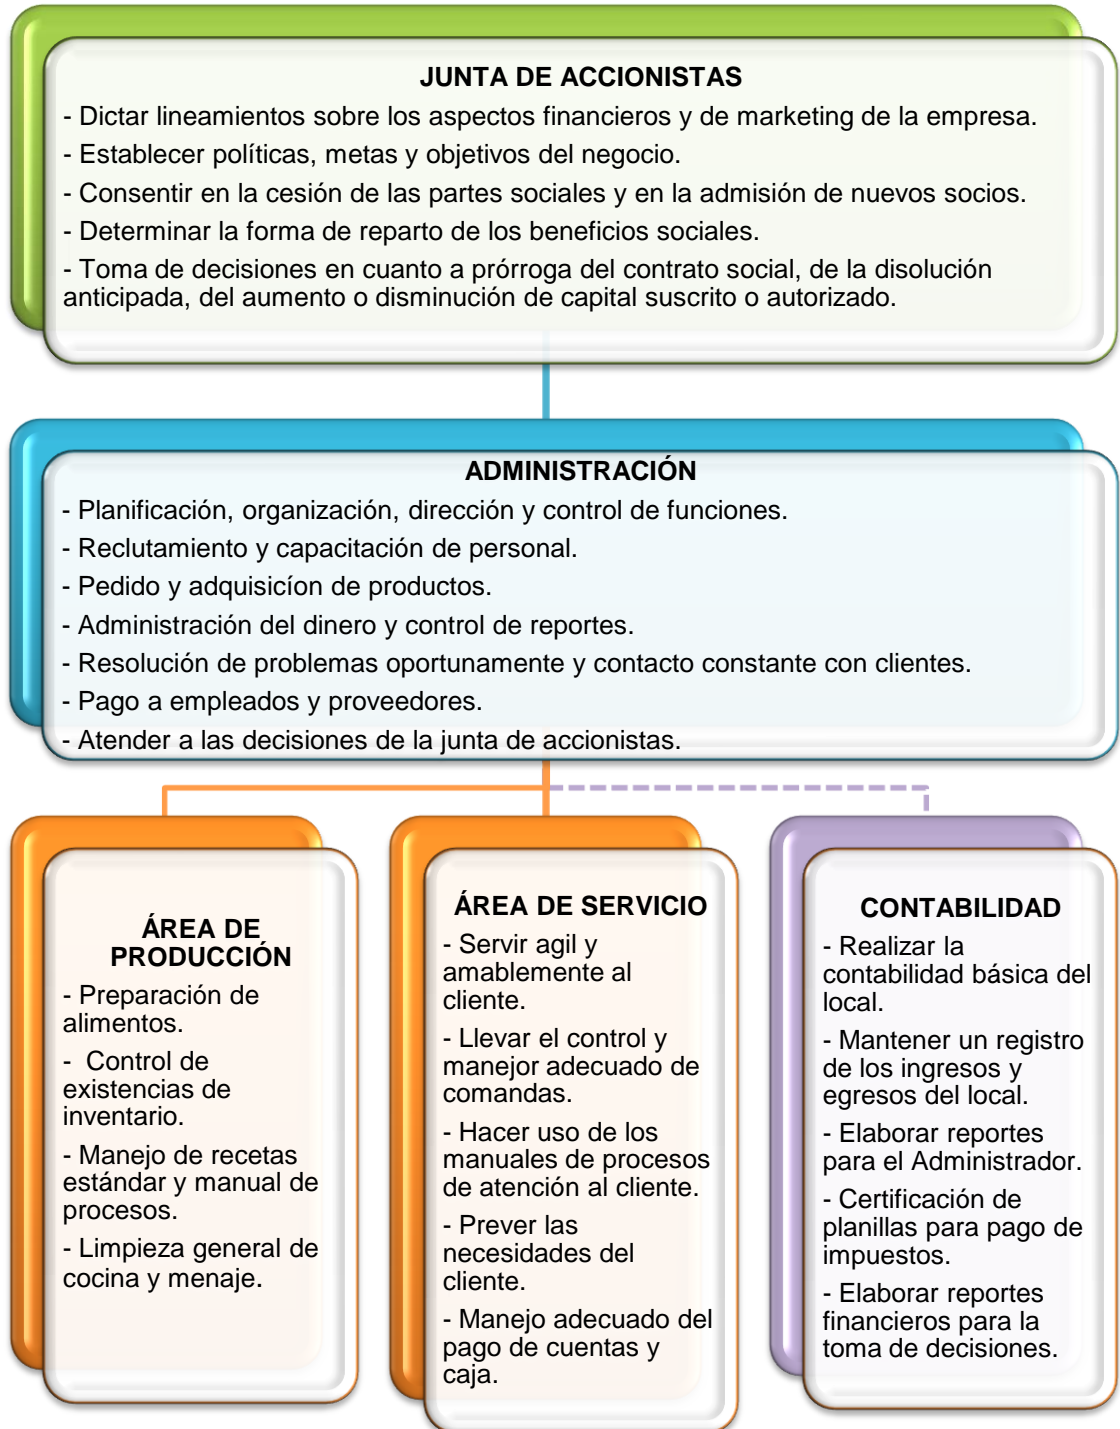 JUNTA DE ACCIONISTAS
- Dictar lineamientos sobre los aspectos financieros y de marketing de la empresa.
- Establecer políticas, metas y objetivos del negocio.
- Consentir en la cesión de las partes sociales y en la admisión de nuevos socios.
- Determinar la forma de reparto de los beneficios sociales.
- Toma de decisiones en cuanto a prórroga del contrato social, de la disolución
anticipada, del aumento o disminución de capital suscrito o autorizado.
ADMINISTRACIÓN
- Planificación, organización, dirección y control de funciones.
- Reclutamiento y capacitación de personal.
- Pedido y adquisicíon de productos.
- Administración del dinero y control de reportes.
- Resolución de problemas oportunamente y contacto constante con clientes.
- Pago a empleados y proveedores.
- Atender a las decisiones de la junta de accionistas.
ÁREA DE
PRODUCCIÓN
- Preparación de
alimentos.
-  Control de
existencias de
inventario.
- Manejo de recetas
estándar y manual de
procesos.
- Limpieza general de
cocina y menaje.
ÁREA DE SERVICIO
- Servir agil y
amablemente al
cliente.
- Llevar el control y
manejor adecuado de
comandas.
- Hacer uso de los
manuales de procesos
de atención al cliente.
- Prever las
necesidades del
cliente.
- Manejo adecuado del
pago de cuentas y
caja.
CONTABILIDAD
- Realizar la
contabilidad básica del
local.
- Mantener un registro
de los ingresos y
egresos del local.
- Elaborar reportes
para el Administrador.
- Certificación de
planillas para pago de
impuestos.
- Elaborar reportes
financieros para la
toma de decisiones.